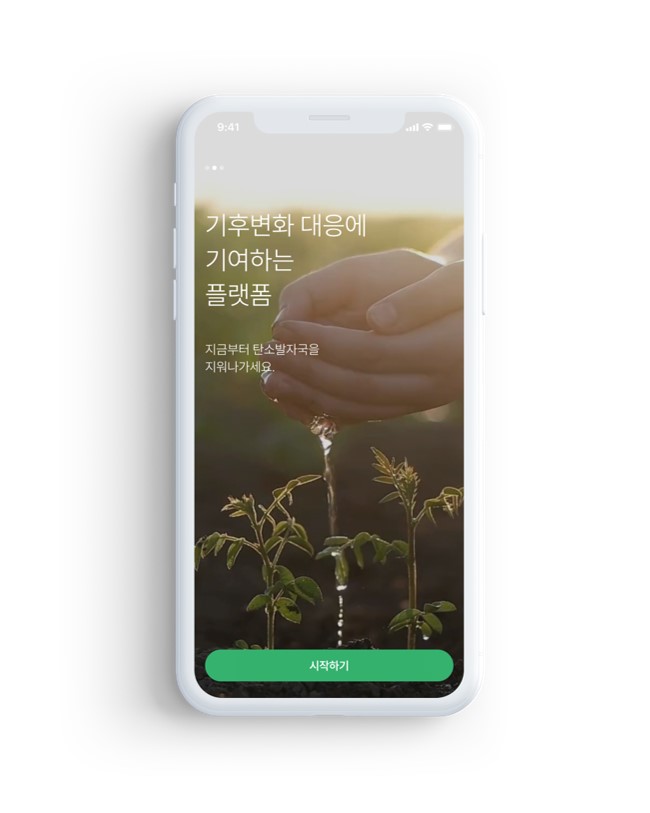 9:41
기후변화 대응에
기여하는
플랫폼
지금부터 탄소발자국을
지워나가세요.
시작하기